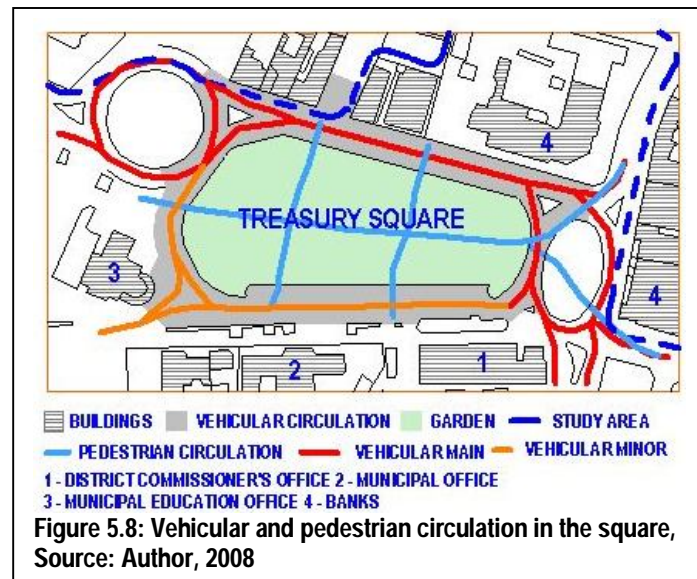 4
TREASURY SQUARE
3
4
2
1
BUILDINGS VEHICULAR CIRCULATION GARDEN STUDY AREA
PEDESTRIAN CIRCULATION VEHICULAR MAIN VEHICULAR MINOR
1 - DISTRICT COMMISSIONER'S OFFICE 2 - MUNICIPAL OFFICE
3 - MUNICIPAL EDUCATION OFFICE 4 - BANKS
Figure 5.8: Vehicular and pedestrian circulation in the square,
Source: Author, 2008